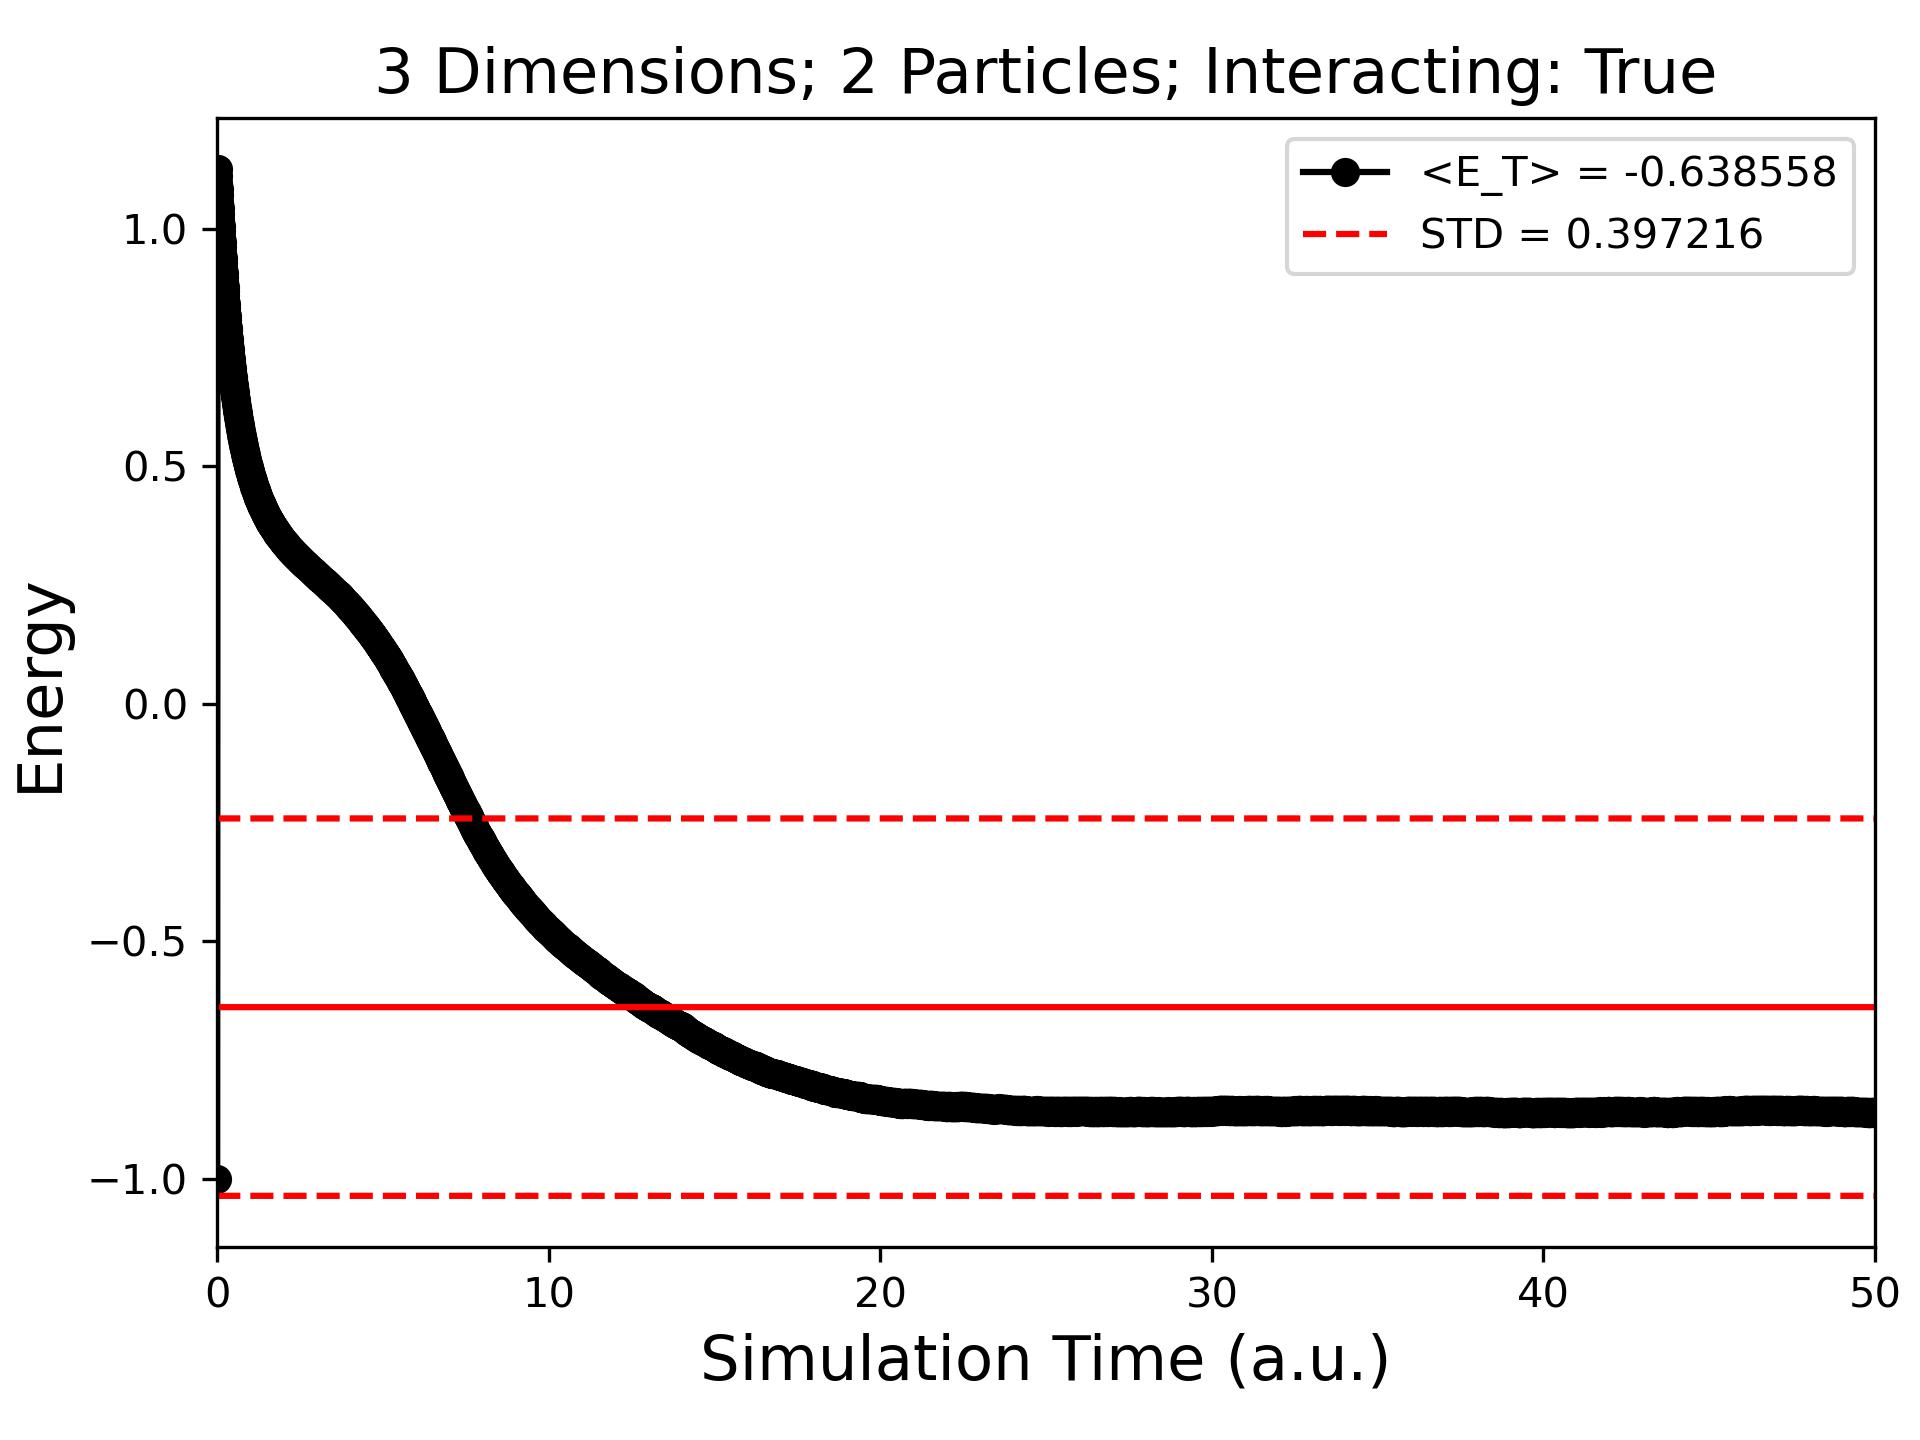 3 Dimensions; 2 Particles; Interacting: True
<E_T> = -0.638558
STD = 0.397216
1.0
0.5
0.0
−0.5
−1.0
Energy
0 10 20 30 40 50
Simulation Time (a.u.)